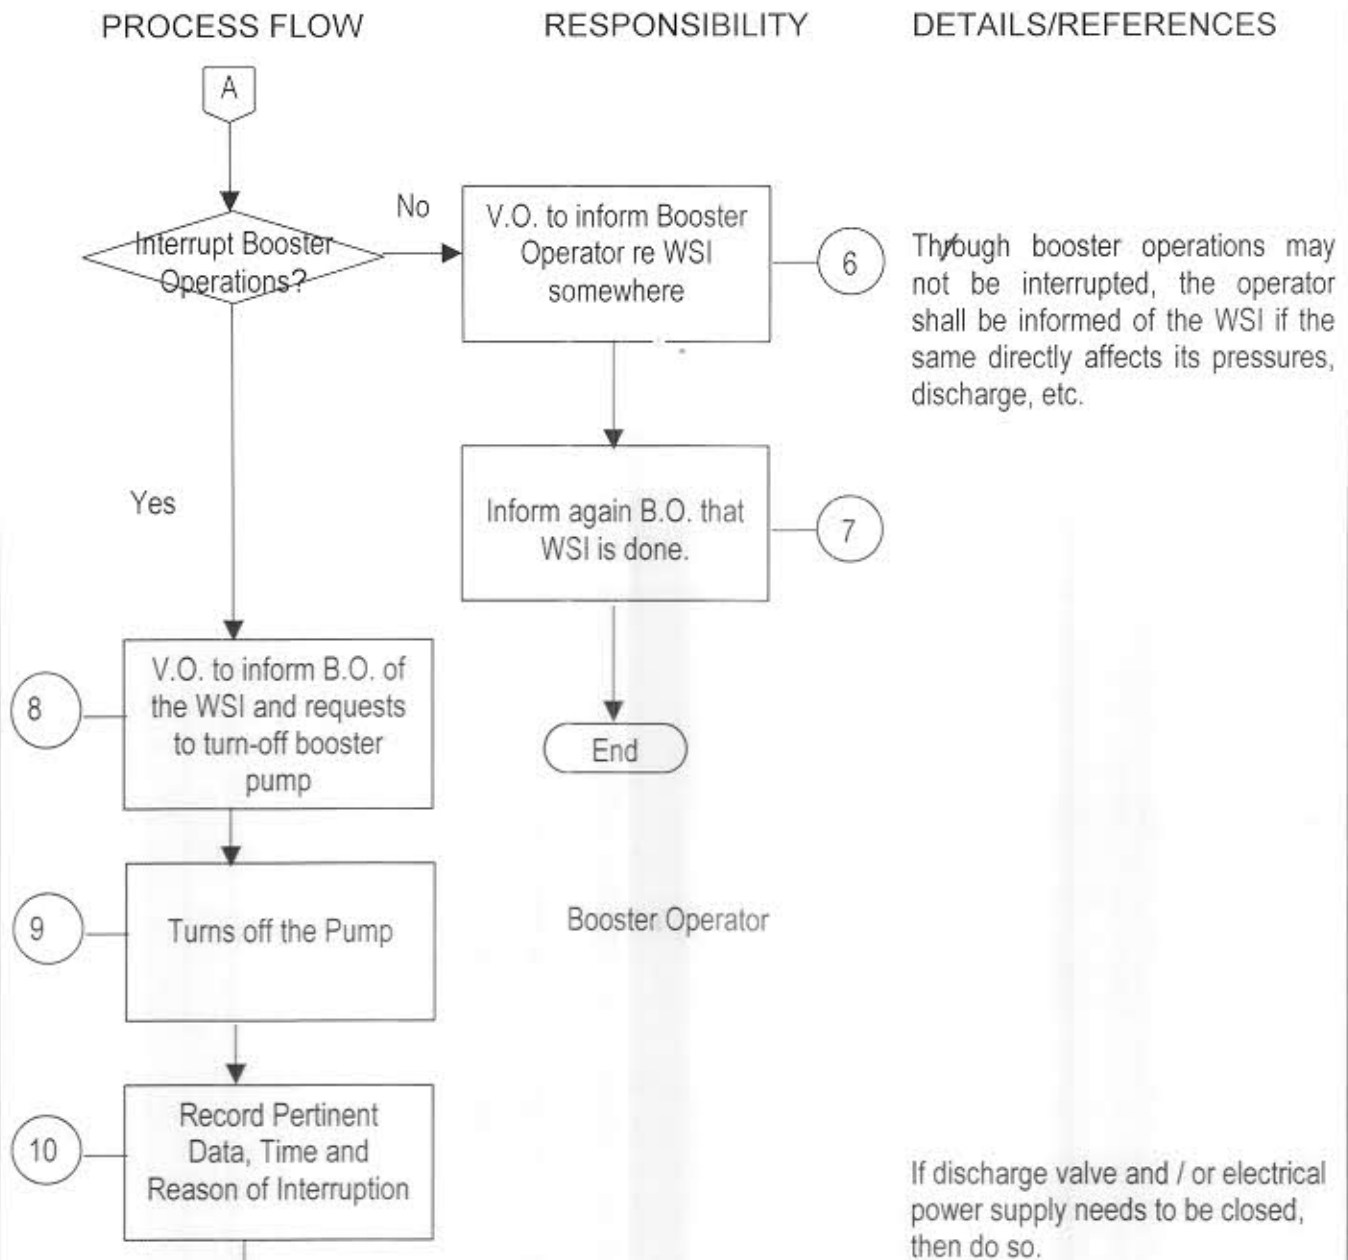 PROCESS FLOW
RESPONSIBILITY
DETAILS/REFERENCES
A
Interrupt Booster
Operations?
No
V.O. to inform Booster
Operator re WSI
somewhere
6
Through booster operations may
not be interrupted, the operator
shall be informed of the WSI if the
same directly affects its pressures,
discharge, etc.
Yes
Inform again B.O. that
WSI is done.
7
End
8
V.O. to inform B.O. of
the WSI and requests
to turn-off booster
pump
9
Turns off the Pump
Booster Operator
10
Record Pertinent
Data, Time and
Reason of Interruption
If discharge valve and / or electrical
power supply needs to be closed,
then do so.